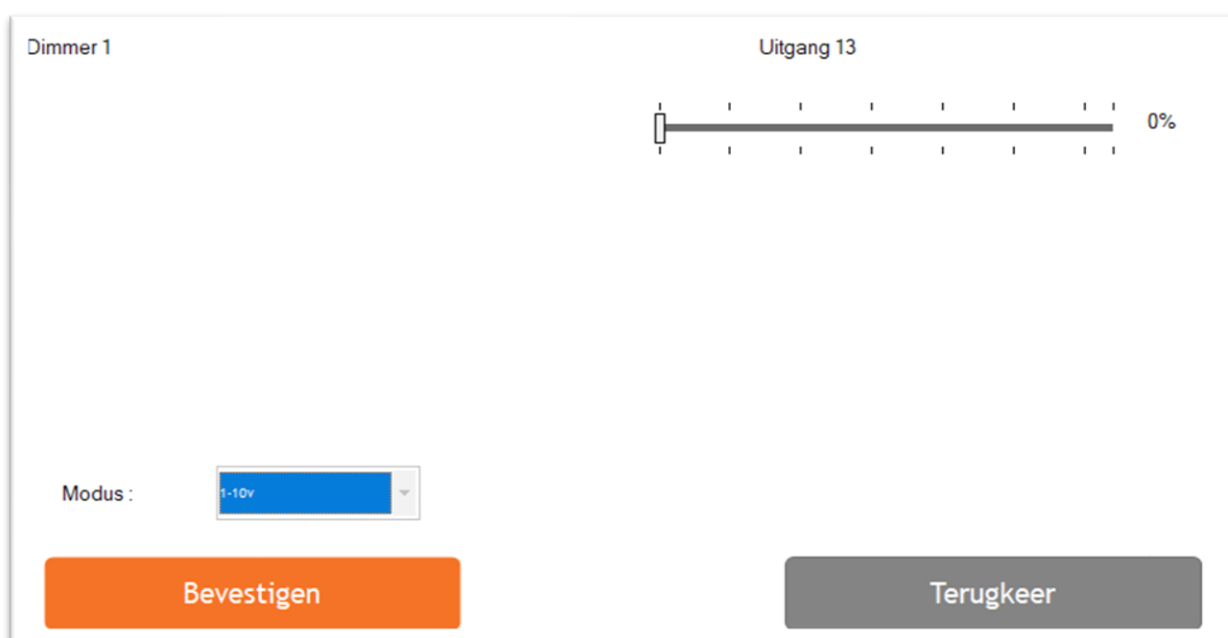 Dimmer 1
Uitgang 13
0%
Modus :
1-10v
Bevestigen
Terugkeer